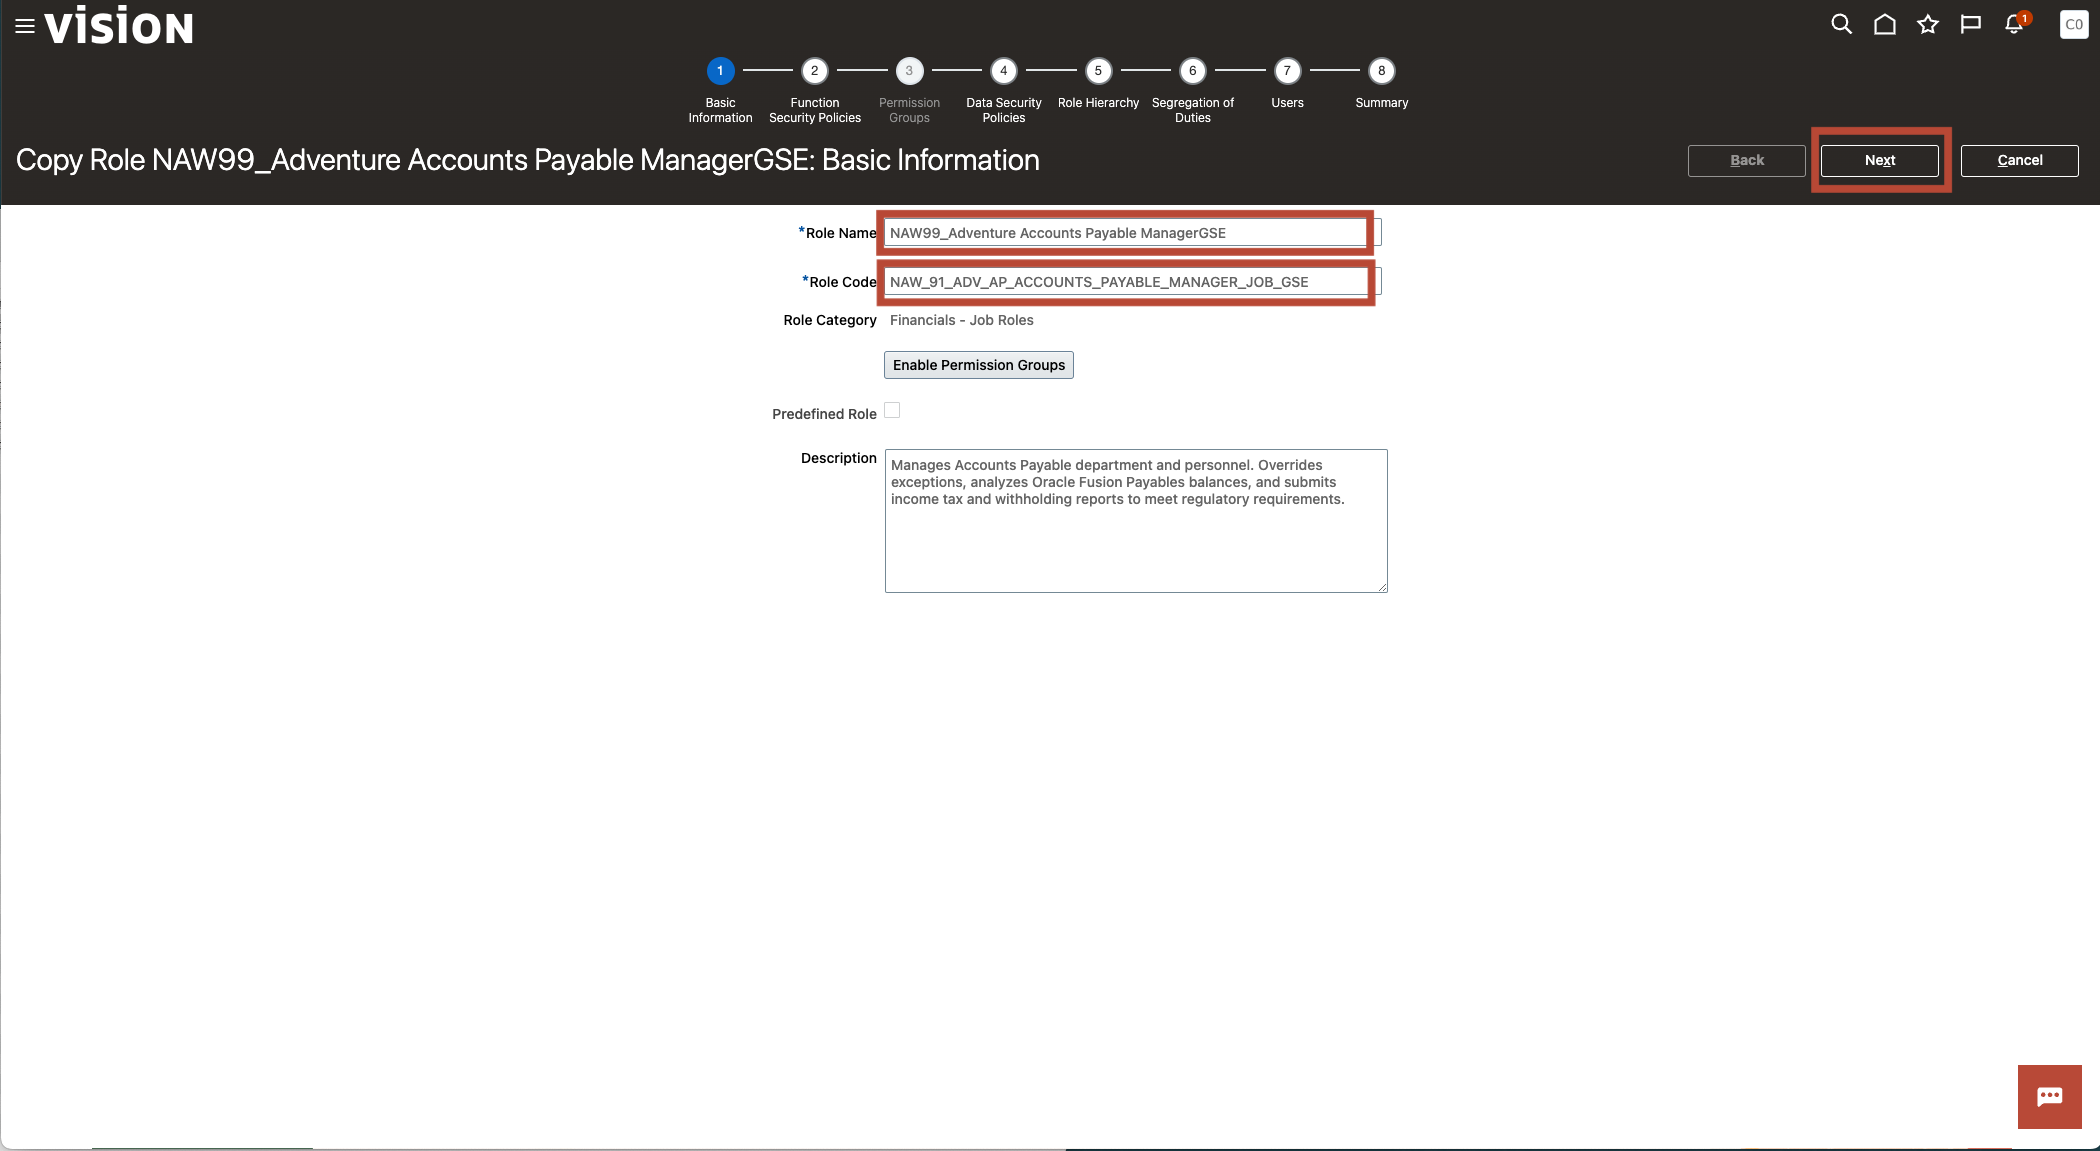 vision
1
C0
1
2
3
4
5
6
7
8
Basic
Information
Function
Security Policies
Permission
Groups
Data Security
Policies
Role Hierarchy
Segregation of
Duties
Users
Summary
Copy Role NAW99_Adventure Accounts Payable ManagerGSE: Basic Information
Back
Next
Cancel
*Role Name NAW99_Adventure Accounts Payable ManagerGSE
*Role Code NAW_91_ADV_AP_ACCOUNTS_PAYABLE_MANAGER_JOB_GSE
Role Category Financials - Job Roles
Enable Permission Groups
Predefined Role
Description
Manages Accounts Payable department and personnel. Overrides
exceptions, analyzes Oracle Fusion Payables balances, and submits
income tax and withholding reports to meet regulatory requirements.